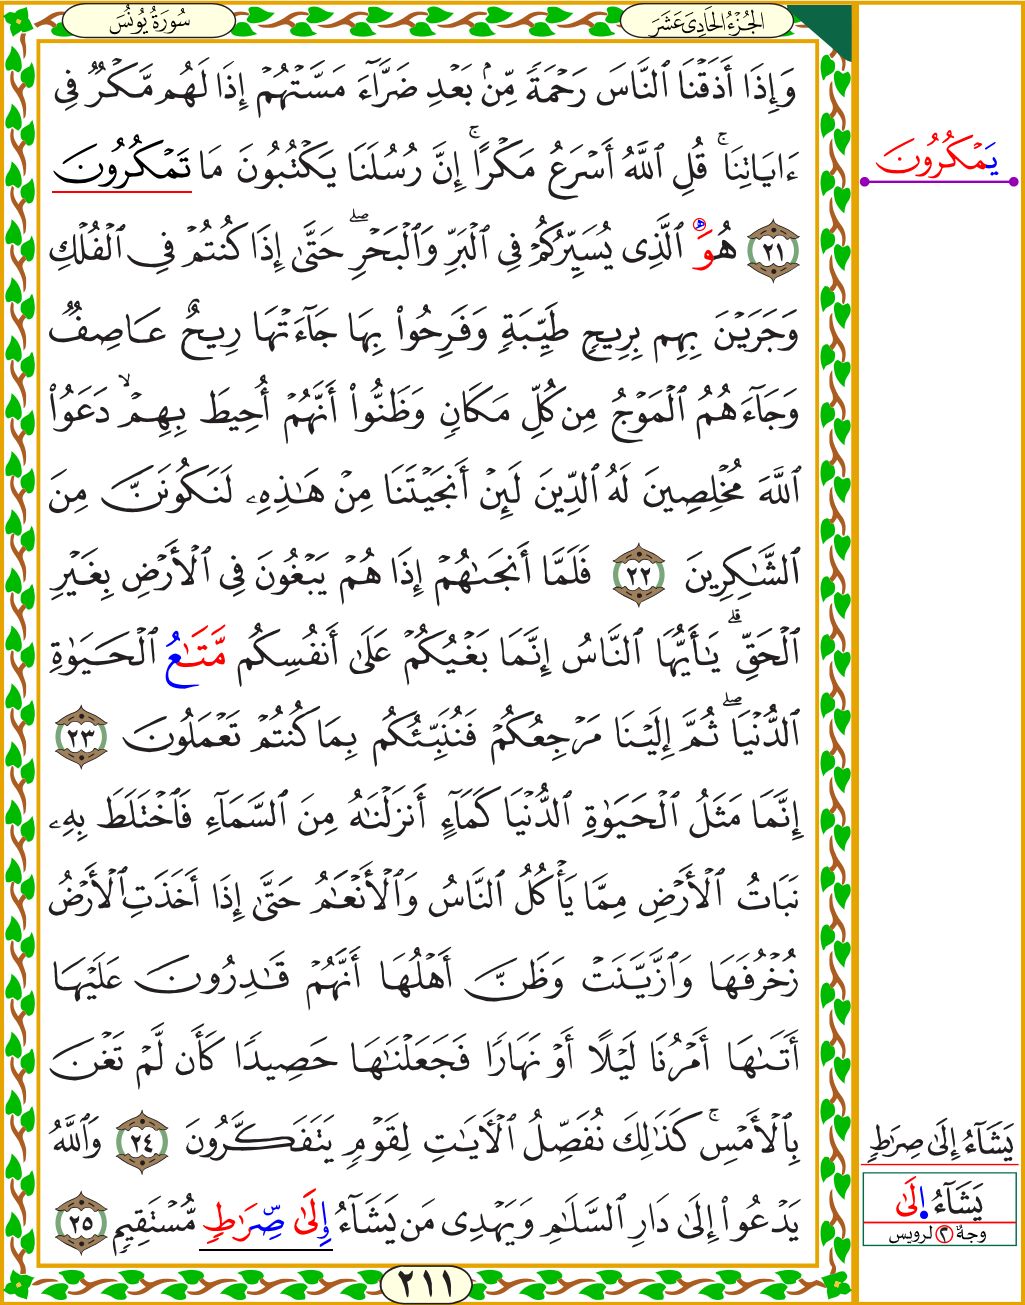 الجُزْءُ الحَادِىَ عَشَرَ
سُورَةُ يُونُسَ
وَإِذَا أَذَقْنَا ٱلنَّاسَ رَحْمَةً مِّنۢ بَعْدِ ضَرَّآءَ مَسَّتْهُمْ إِذَا لَهُم مَّكْرٌ فِى
ءَايَاتِنَا ۚ قُلِ ٱللَّهُ أَسْرَعُ مَكْرًا ۚ إِنَّ رُسُلَنَا يَكْتُبُونَ مَا تَمْكُرُونَ
يَمْكُرُونَ
٢١ هُوَ ٱلَّذِى يُسَيِّرُكُمْ فِى ٱلْبَرِّ وَٱلْبَحْرِ ۖ حَتَّىٰٓ إِذَا كُنتُمْ فِى ٱلْفُلْكِ
وَجَرَيْنَ بِهِم بِرِيحٍ طَيِّبَةٍ وَفَرِحُوا۟ بِهَا جَآءَتْهَا رِيحٌ عَاصِفٌ
وَجَآءَهُمُ ٱلْمَوْجُ مِن كُلِّ مَكَانٍ وَظَنُّوٓا۟ أَنَّهُمْ أُحِيطَ بِهِمْ ۙ دَعَوُا۟
ٱللَّهَ مُخْلِصِينَ لَهُ ٱلدِّينَ لَئِنْ أَنجَيْتَنَا مِنْ هَـٰذِهِۦ لَنَكُونَنَّ مِنَ
ٱلشَّـٰكِرِينَ ٢٢ فَلَمَّآ أَنجَىٰهُمْ إِذَا هُمْ يَبْغُونَ فِى ٱلْأَرْضِ بِغَيْرِ
ٱلْحَقِّ ۗ يَـٰٓأَيُّهَا ٱلنَّاسُ إِنَّمَا بَغْيُكُمْ عَلَىٰٓ أَنفُسِكُم مَّتَـٰعُ ٱلْحَيَوٰةِ
ٱلدُّنْيَا ۖ ثُمَّ إِلَيْنَا مَرْجِعُكُمْ فَنُنَبِّئُكُم بِمَا كُنتُمْ تَعْمَلُونَ ٢٣
إِنَّمَا مَثَلُ ٱلْحَيَوٰةِ ٱلدُّنْيَا كَمَآءٍ أَنزَلْنَـٰهُ مِنَ ٱلسَّمَآءِ فَٱخْتَلَطَ بِهِۦ
نَبَاتُ ٱلْأَرْضِ مِمَّا يَأْكُلُ ٱلنَّاسُ وَٱلْأَنْعَـٰمُ حَتَّىٰٓ إِذَآ أَخَذَتِ ٱلْأَرْضُ
زُخْرُفَهَا وَٱزَّيَّنَتْ وَظَنَّ أَهْلُهَآ أَنَّهُمْ قَـٰدِرُونَ عَلَيْهَآ
أَتَىٰهَآ أَمْرُنَا لَيْلًا أَوْ نَهَارًا فَجَعَلْنَـٰهَا حَصِيدًا كَأَن لَّمْ تَغْنَ
بِٱلْأَمْسِ ۚ كَذَٰلِكَ نُفَصِّلُ ٱلْـَٔايَـٰتِ لِقَوْمٍ يَتَفَكَّرُونَ ٢٤ وَٱللَّهُ
يَشَآءُ إِلَىٰ صِرَاطٍ
يَدْعُوٓا۟ إِلَىٰ دَارِ ٱلسَّلَـٰمِ وَيَهْدِى مَن يَشَآءُ إِلَىٰ صِرَٰطٍ مُّسْتَقِيمٍ ٢٥
يَشَآءُ إِلَىٰ
وجهٌ ٣ لرويس
٢١١